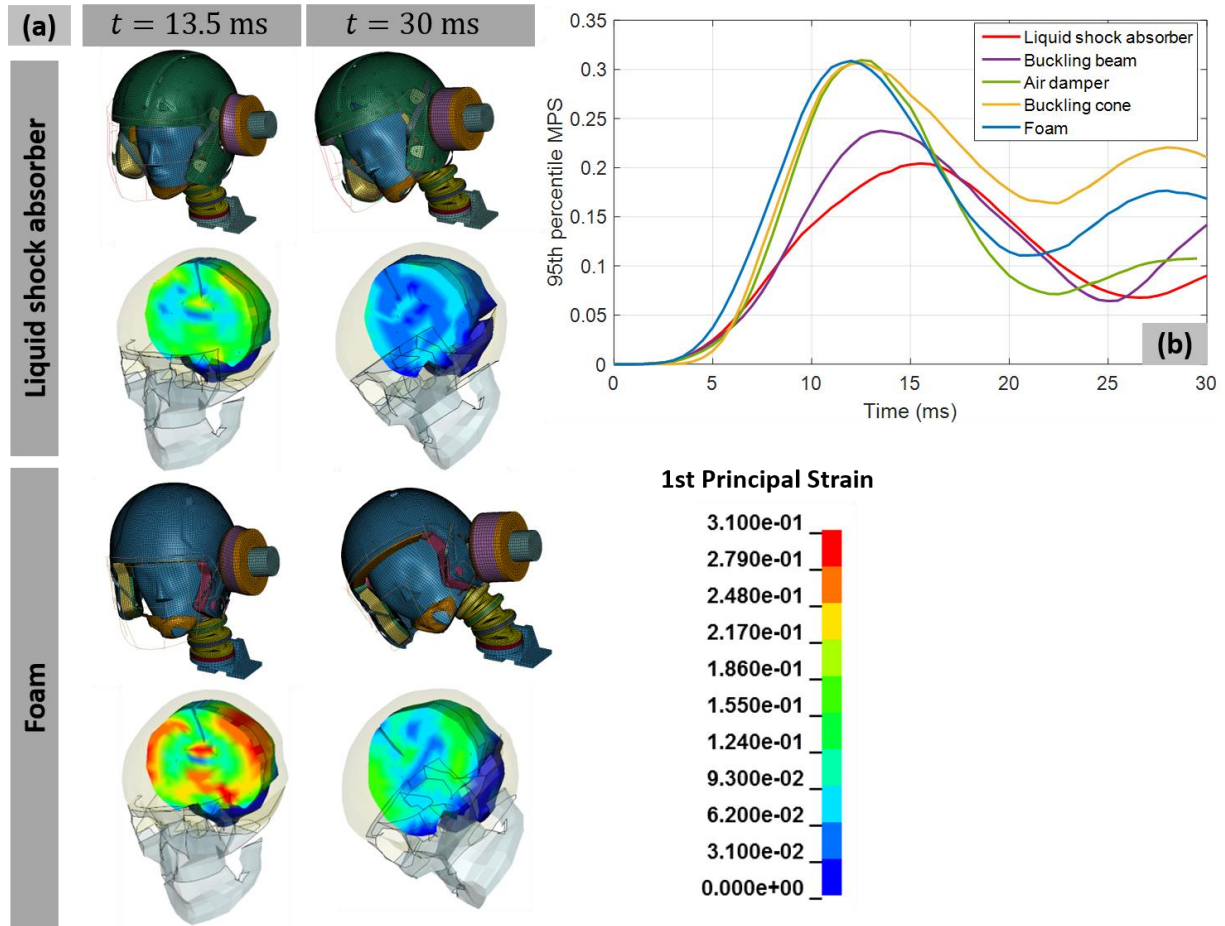 (a)
t = 13.5 ms
t = 30 ms
Liquid shock absorber
Foam
95th percentile MPS
0.35
0.3
0.25
0.2
0.15
0.1
0.05
0
Liquid shock absorber
Buckling beam
Air damper
Buckling cone
Foam
(b)
0 5 10 15 20 25 30
Time (ms)
1st Principal Strain
3.100e-01
2.790e-01
2.480e-01
2.170e-01
1.860e-01
1.550e-01
1.240e-01
9.300e-02
6.200e-02
3.100e-02
0.000e+00